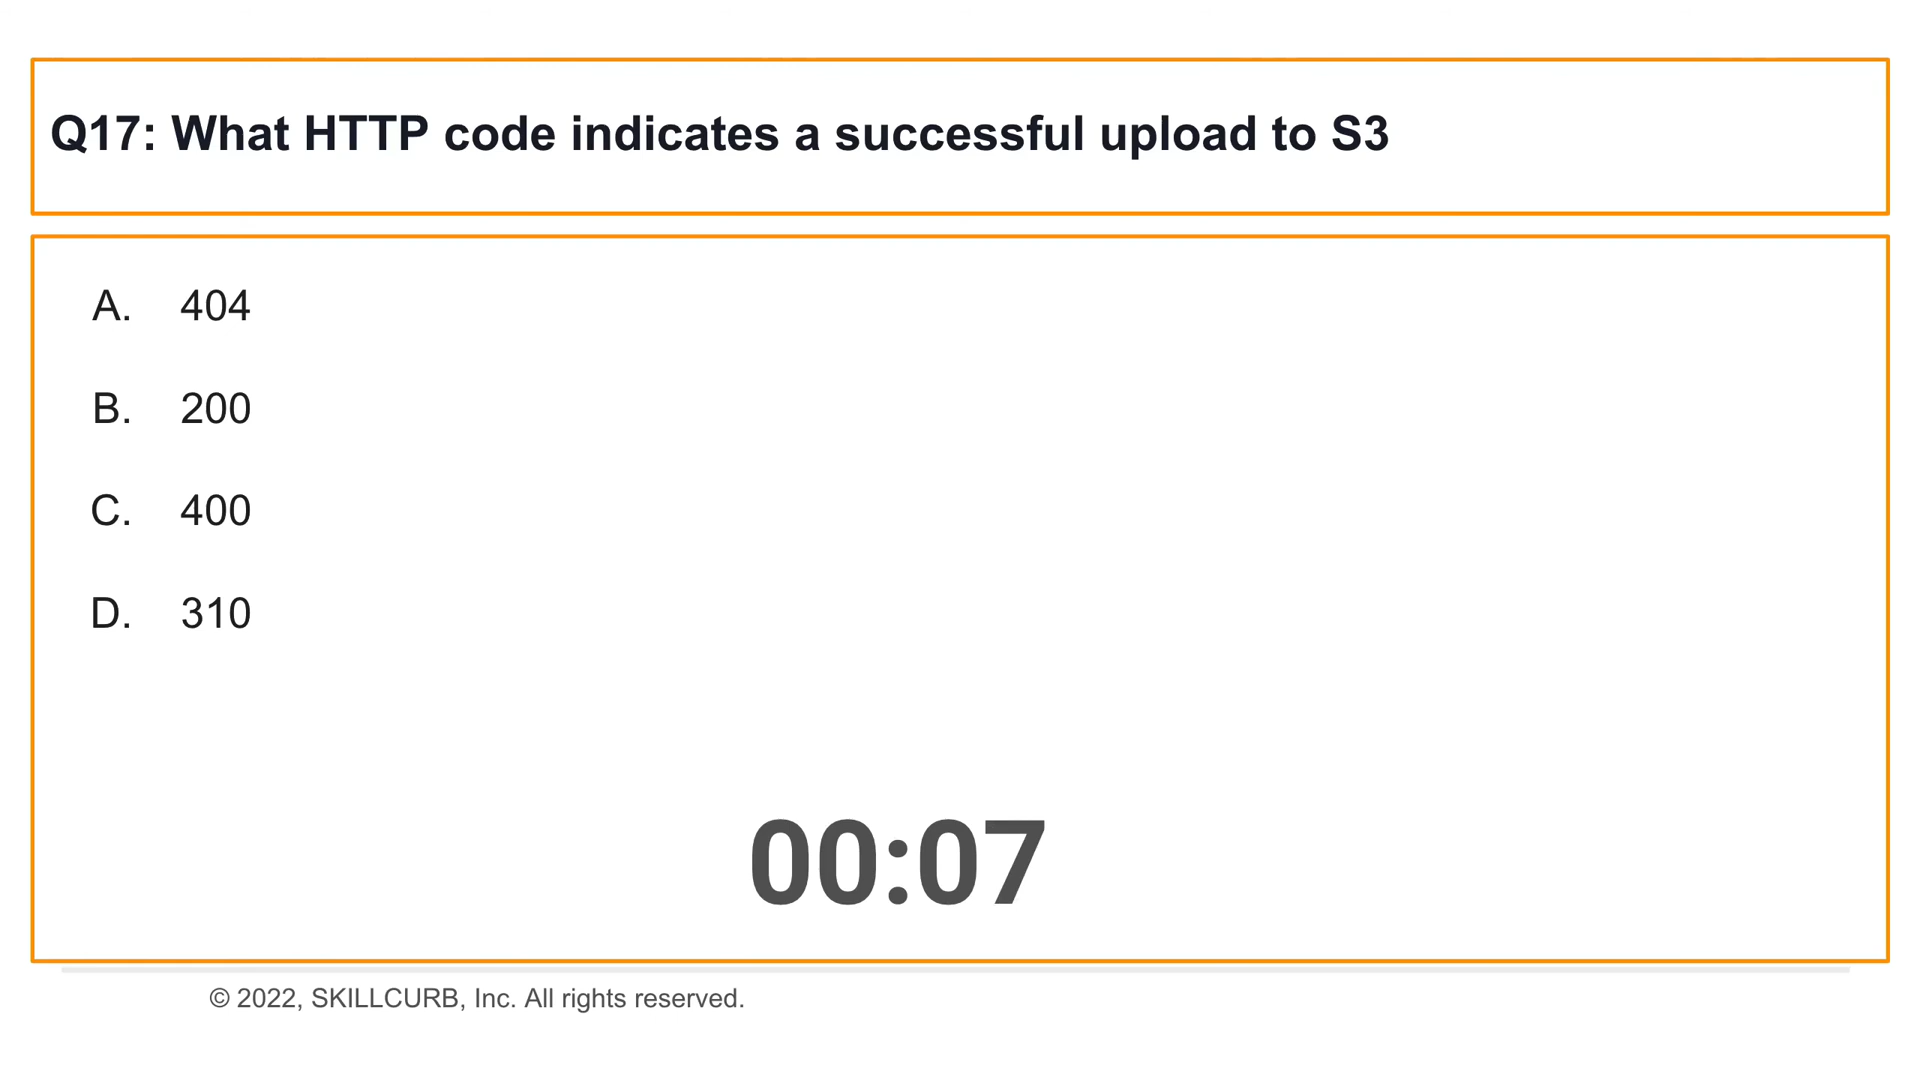 Q17: What HTTP code indicates a successful upload to S3
A. 404
B. 200
C. 400
D. 310
00:07
© 2022, SKILLCURB, Inc. All rights reserved.